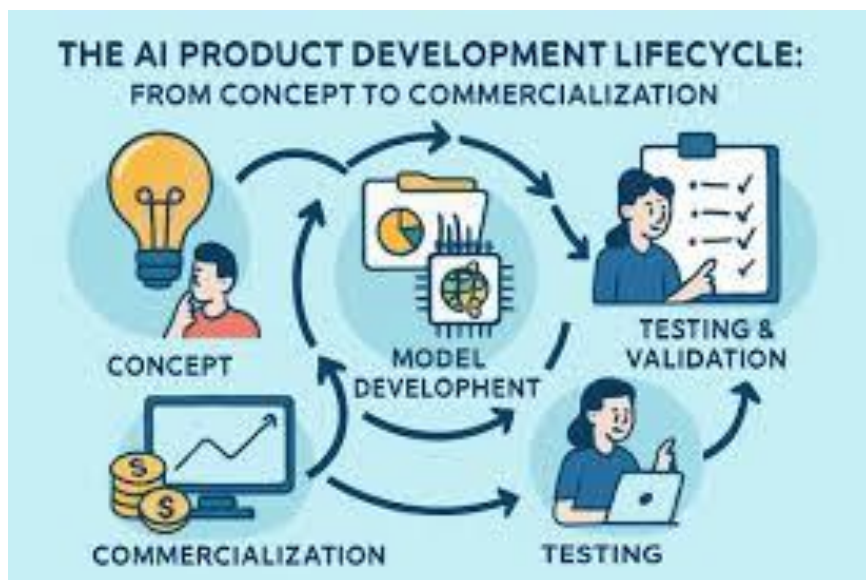 THE AI PRODUCT DEVELOPMENT LIFECYCLE:
FROM CONCEPT TO COMMERCIALIZATION
CONCEPT
MODEL
DEVELOPMENT
TESTING &
VALIDATION
$
$
COMMERCIALIZATION
TESTING